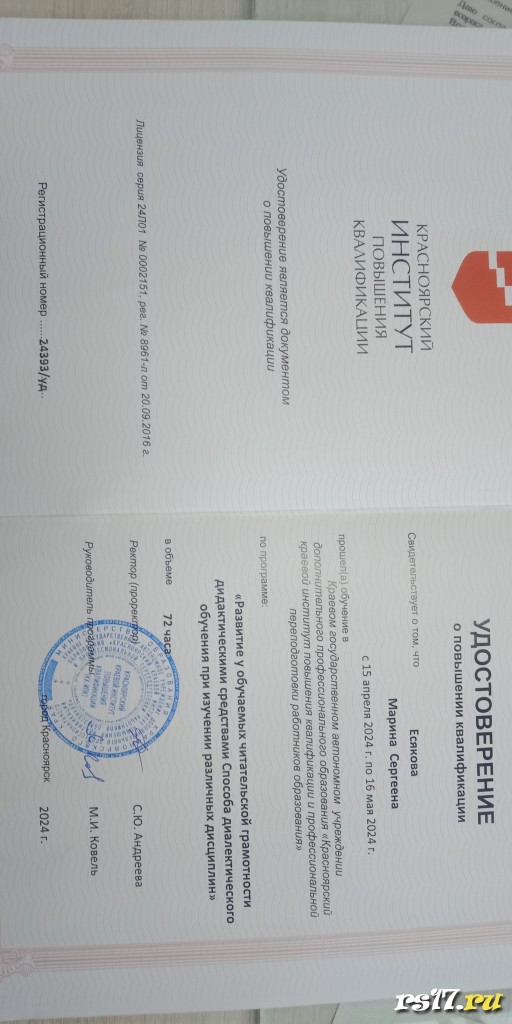 КРАСНОЯРСКИЙ
ИНСТИТУТ
ПОВЫШЕНИЯ
КВАЛИФИКАЦИИ
Удостоверение является документом
о повышении квалификации
Лицензия серия 24Л01 № 0002151, рег. № 8961-л от 20.09.2016 г.
Регистрационный номер ......24393/уд..
УДОСТОВЕРЕНИЕ
о повышении квалификации
Свидетельствует о том, что
Есякова
Марина Сергеевна
с 15 апреля 2024 г. по 16 мая 2024 г.
прошел(а) обучение в
Краевом государственном автономном учреждении
дополнительного профессионального образования «Красноярский
краевой институт повышения квалификации и профессиональной
переподготовки работников образования»
по программе:
«Развитие у обучаемых читательской грамотности
дидактическими средствами Способа диалектического
обучения при изучении различных дисциплин»
в объеме 72 часа
Ректор (проректор) С.Ю. Андреева
Руководитель программы М.И. Ковель
город Красноярск 2024 г.
rs17.ru